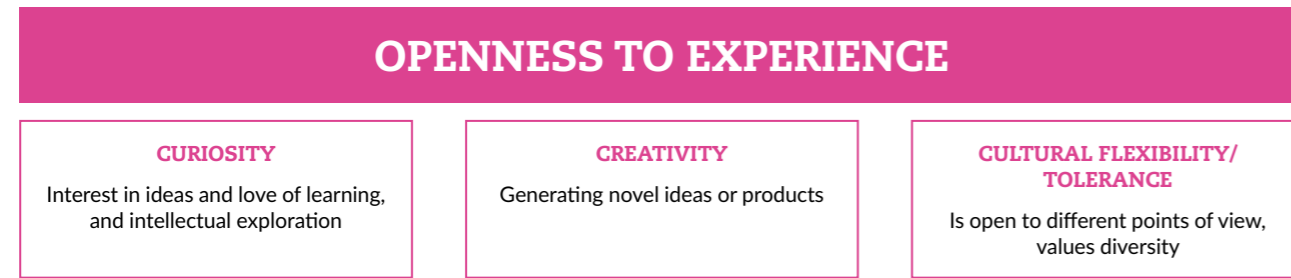 OPENNESS TO EXPERIENCE
CURIOSITY
Interest in ideas and love of learning,
and intellectual exploration
CREATIVITY
Generating novel ideas or products
CULTURAL FLEXIBILITY/
TOLERANCE
Is open to different points of view,
values diversity